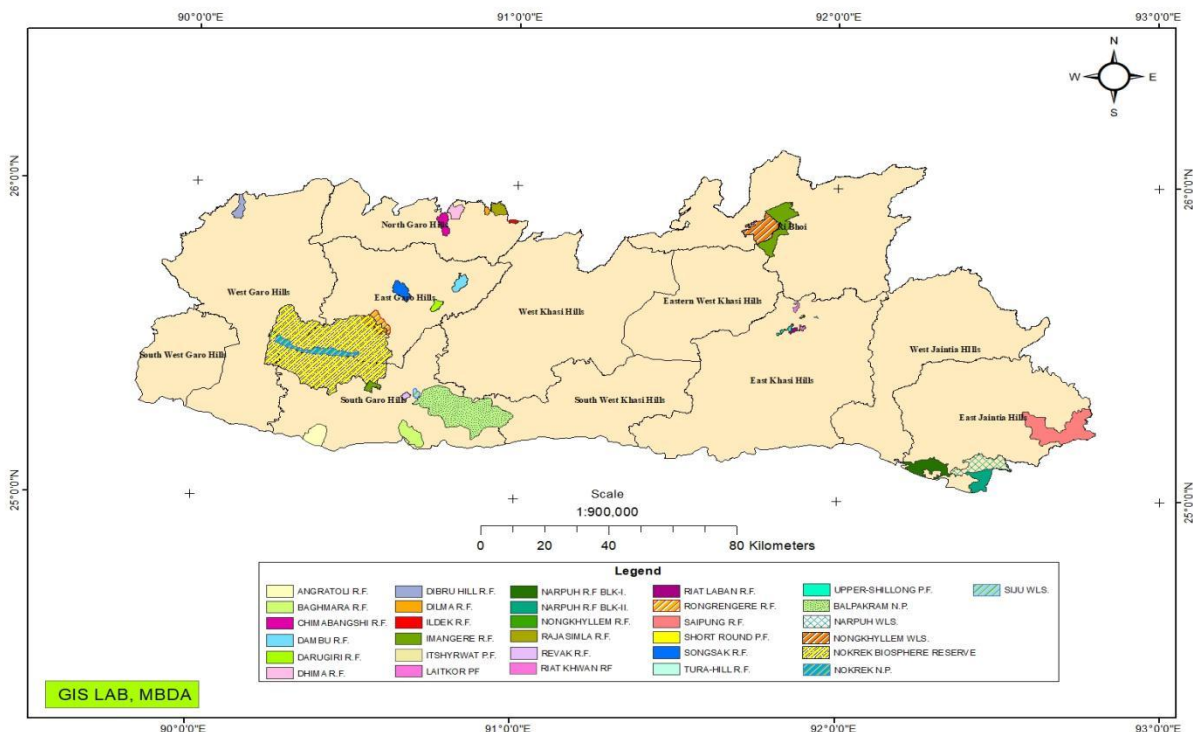 90°0'0"E 91°0'0"E 92°0'0"E 93°0'0"E
N
W E
S
26°0'0"N 26°0'0"N
North Garo Hills
Ri Bhoi
West Garo Hills
East Garo Hills
Eastern West Khasi Hills
West Khasi Hills
South West Garo Hills
West Jaintia HIlls
East Khasi Hills
South Garo Hills
South West Khasi Hills
East Jaintia Hills
25°0'0"N 25°0'0"N
Scale
1:900,000
0 20 40 60 80 Kilometers
Legend
ANGRATOLI R.F.
BAGHMARA R.F.
CHIMABANGSHI R.F.
DAMBU R.F.
DARUGIRI R.F.
DHIMA R.F.
DIBRU HILL R.F.
DILMA R.F.
ILDEK R.F.
IMANGERE R.F.
ITSHYRWAT P.F.
LAITKOR PF
NARPUH R.F BLK-I.
NARPUH R.F BLK-II.
NONGKHYLLEM R.F.
RAJASIMLA R.F.
REVAK R.F.
RIAT KHWAN RF
RIAT LABAN R.F.
RONGRENGERE R.F.
SAIPUNG R.F.
SHORT ROUND P.F.
SONGSAK R.F.
TURA-HILL R.F.
UPPER-SHILLONG P.F.
BALPAKRAM N.P.
NARPUH WLS.
NONGKHYLLEM WLS.
NOKREK BIOSPHERE RESERVE
NOKREK N.P.
SIJU WLS.
GIS LAB, MBDA
90°0'0"E 91°0'0"E 92°0'0"E 93°0'0"E